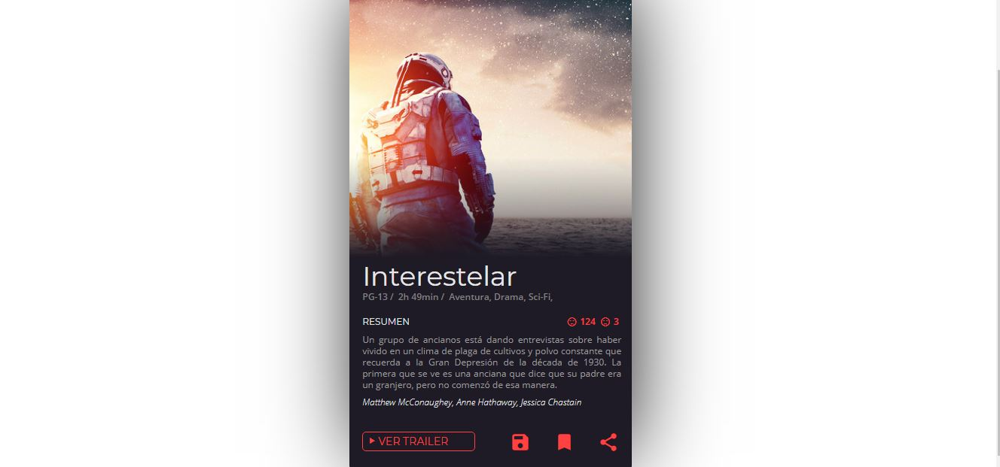 Interestelar
PG-13 / 2h 49min / Aventura, Drama, Sci-Fi,
RESUMEN 124 3
Un grupo de ancianos está dando entrevistas sobre haber
vivido en un clima de plaga de cultivos y polvo constante que
recuerda a la Gran Depresión de la década de 1930. La
primera que se ve es una anciana que dice que su padre era
un granjero, pero no comenzó de esa manera.
Matthew McConaughey, Anne Hathaway, Jessica Chastain
VER TRAILER